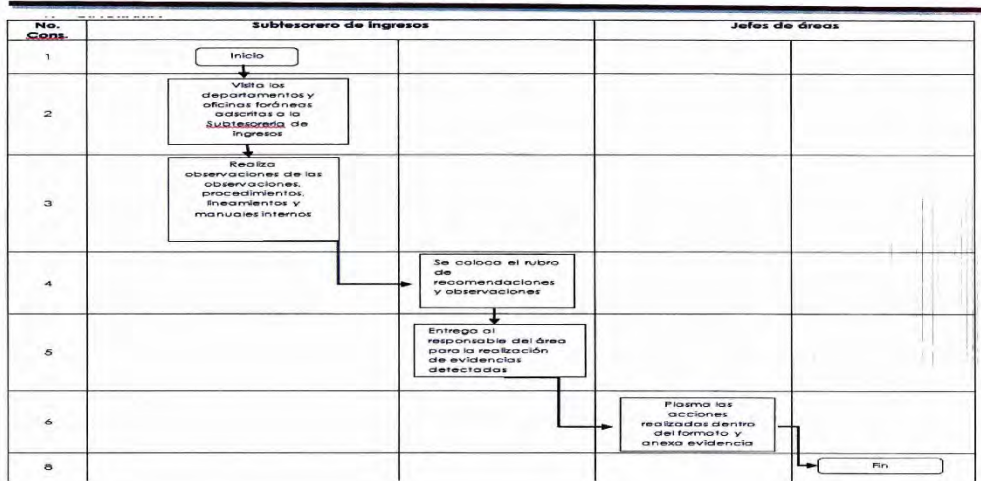 No. Cons.
Subtesorero de ingresos
Jefes de áreas
1
Inicio
2
Visita los
departamentos y
oficinas foráneas
adscritas a la
Subtesorería de
ingresos
3
Realiza
observaciones de las
observaciones,
procedimientos,
lineamientos y
manuales internos
4
Se coloca el rubro
de
recomendaciones
y observaciones
5
Entrega al
responsable del área
para la realización
de evidencias
detectadas
6
Plasma las
acciones
realizadas dentro
del formato y
anexa evidencia
8
Fin